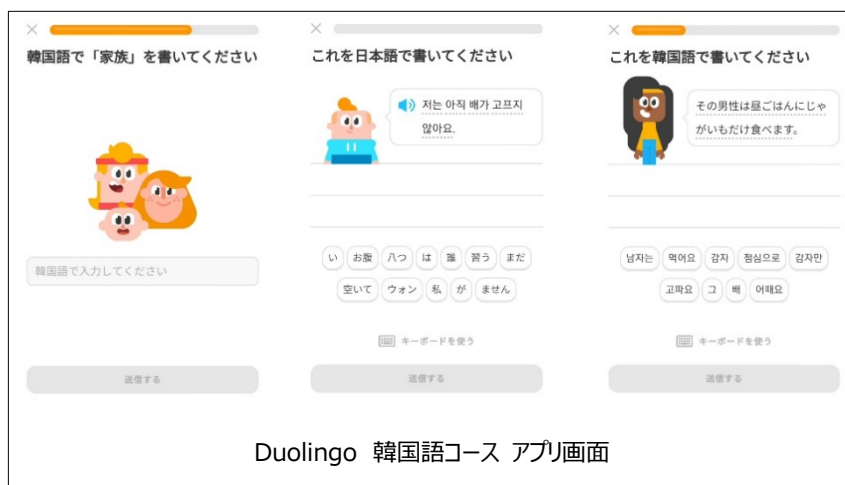 韓国語で「家族」を書いてください
韓国語で入力してください
送信する
これを日本語で書いてください
저는 아직 배가 고프지
않아요.
い お腹 八つ は 誰 習う まだ
空いて ウォン 私 が ません
キーボードを使う
送信する
これを韓国語で書いてください
その男性は昼ごはんにじゃ
がいもだけ食べます。
남자는 먹어요 감자 점심으로 감자만
고파요 그 배 어때요
キーボードを使う
送信する
Duolingo 韓国語コース アプリ画面